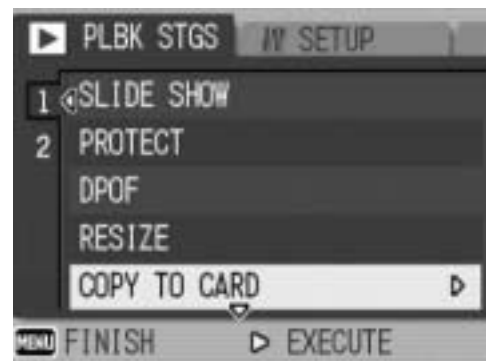 PLBK STGS SETUP
1 SLIDE SHOW
2 PROTECT
DPOF
RESIZE
COPY TO CARD
MENU FINISH EXECUTE